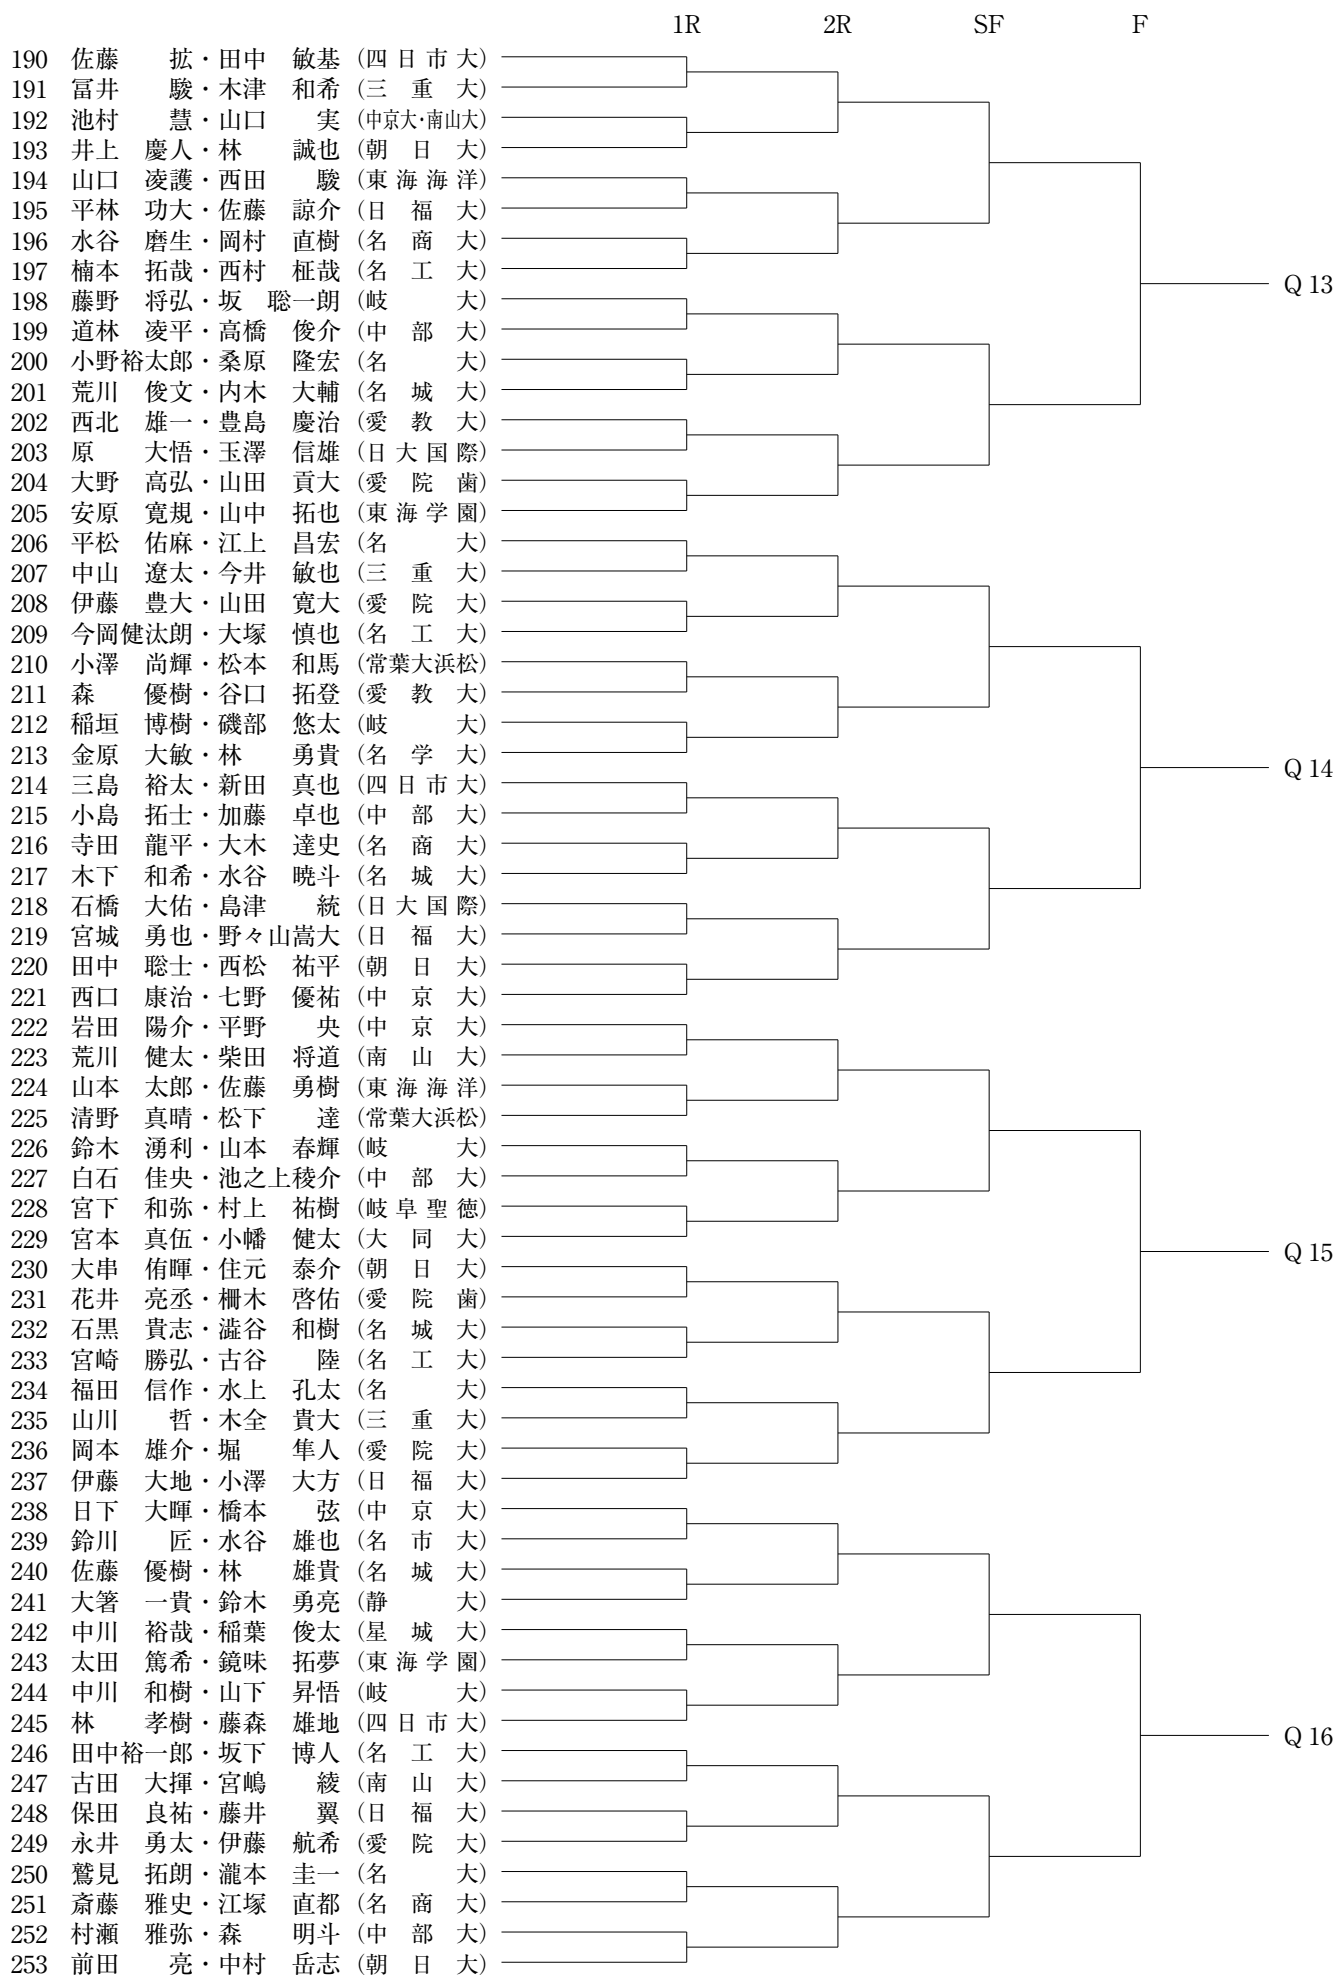 1R 2R SF F
190 佐藤 拡・田中 敏基 (四日市大)
191 冨井 駿・木津 和希 (三重大)
192 池村 慧・山口 実 (中京大・南山大)
193 井上 慶人・林 誠也 (朝日大)
194 山口 凌護・西田 駿 (東海海洋)
195 平林 功大・佐藤 諒介 (日福大)
196 水谷 磨生・岡村 直樹 (名商大)
197 楠本 拓哉・西村 柾哉 (名工大)
198 藤野 将弘・坂 聡一朗 (岐大)
Q 13
199 道林 凌平・高橋 俊介 (中部大)
200 小野裕太郎・桑原 隆宏 (名大)
201 荒川 俊文・内木 大輔 (名城大)
202 西北 雄一・豊島 慶治 (愛教大)
203 原 大悟・玉澤 信雄 (日大国際)
204 大野 高弘・山田 貢大 (愛院歯)
205 安原 寛規・山中 拓也 (東海学園)
206 平松 佑麻・江上 昌宏 (名大)
207 中山 遼太・今井 敏也 (三重大)
208 伊藤 豊大・山田 寛大 (愛院大)
209 今岡健汰朗・大塚 慎也 (名工大)
210 小澤 尚輝・松本 和馬 (常葉大浜松)
211 森 優樹・谷口 拓登 (愛教大)
212 稲垣 博樹・磯部 悠太 (岐大)
213 金原 大敏・林 勇貴 (名学大)
214 三島 裕太・新田 真也 (四日市大)
Q 14
215 小島 拓士・加藤 卓也 (中部大)
216 寺田 龍平・大木 達史 (名商大)
217 木下 和希・水谷 暁斗 (名城大)
218 石橋 大佑・島津 統 (日大国際)
219 宮城 勇也・野々山嵩大 (日福大)
220 田中 聡士・西松 祐平 (朝日大)
221 西口 康治・七野 優祐 (中京大)
222 岩田 陽介・平野 央 (中京大)
223 荒川 健太・柴田 将道 (南山大)
224 山本 太郎・佐藤 勇樹 (東海海洋)
225 清野 真晴・松下 達 (常葉大浜松)
226 鈴木 湧利・山本 春輝 (岐大)
227 白石 佳央・池之上稜介 (中部大)
228 宮下 和弥・村上 祐樹 (岐阜聖徳)
229 宮本 真伍・小幡 健太 (大同大)
230 大串 侑暉・住元 泰介 (朝日大)
Q 15
231 花井 亮丞・柵木 啓佑 (愛院歯)
232 石黒 貴志・澁谷 和樹 (名城大)
233 宮崎 勝弘・古谷 陸 (名工大)
234 福田 信作・水上 孔太 (名大)
235 山川 哲・木全 貴大 (三重大)
236 岡本 雄介・堀 隼人 (愛院大)
237 伊藤 大地・小澤 大方 (日福大)
238 日下 大暉・橋本 弦 (中京大)
239 鈴川 匠・水谷 雄也 (名市大)
240 佐藤 優樹・林 雄貴 (名城大)
241 大箸 一貴・鈴木 勇亮 (静大)
242 中川 裕哉・稲葉 俊太 (星城大)
243 太田 篤希・鏡味 拓夢 (東海学園)
244 中川 和樹・山下 昇悟 (岐大)
245 林 孝樹・藤森 雄地 (四日市大)
246 田中裕一郎・坂下 博人 (名工大)
Q 16
247 古田 大揮・宮嶋 綾 (南山大)
248 保田 良祐・藤井 翼 (日福大)
249 永井 勇太・伊藤 航希 (愛院大)
250 鷲見 拓朗・瀧本 圭一 (名大)
251 斎藤 雅史・江塚 直都 (名商大)
252 村瀬 雅弥・森 明斗 (中部大)
253 前田 亮・中村 岳志 (朝日大)